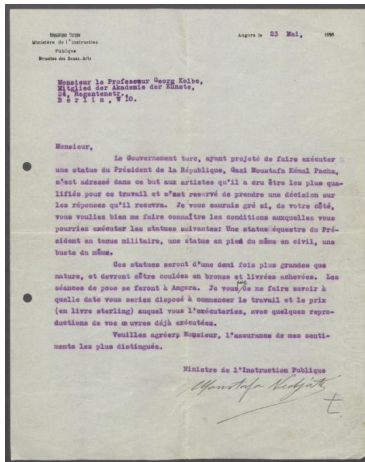 République Turque
Ministère de l'Instruction
Publique
Direction des Beaux-Arts
Angora le 23 Mai,
Monsieur le Professeur Georg Kolbe,
Mitglied der Akademie der Künste,
Regentenstr.,
Berlin, W 10.
Monsieur,
Le Gouvernement turc, ayant projeté de faire exécuter
une statue du Président de la République, Gazi Moustafa Kémal Pacha,
s'est adressé dans ce but aux artistes qu'il a cru être les plus qua-
lifiés pour ce travail et s'est reservé de prendre une décision sur
les réponses qu'il recevra. Je vous saurais gré si, de votre côté,
vous vouliez bien me faire connaître les conditions auxquelles vous
pourriez exécuter les statues suivantes: Une statue équestre du Pré-
sident en tenue militaire, une statue en pied du même en civil, une
buste du même.
Ces statues seront d'une demi fois plus grandes que
nature, et devront être coulées en bronze et livrées achevées. Les
séances de pose se feront à Angora. Je vous de me faire savoir à
quelle date vous seriez disposé à commencer le travail et le prix
(en livre sterling) auquel vous l'exécuteriez, avec quelques repro-
ductions de vos œuvres déjà exécutées.
Veuillez agréer, Monsieur, l'assurance de mes senti-
ments les plus distingués.
Ministre de l'Instruction Publique
Moustafa Nedjati